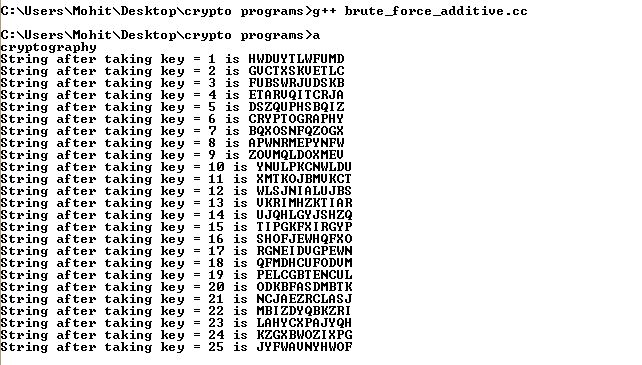 C:\Users\Mohit\Desktop\crypto programs>g++ brute_force_additive.cc
C:\Users\Mohit\Desktop\crypto programs>a
cryptography
String after taking key = 1 is HWDUYTLWFUMD
String after taking key = 2 is GVCTXSKVETLC
String after taking key = 3 is FUBSWRJUDSKB
String after taking key = 4 is ETARVQITCRJA
String after taking key = 5 is DSZQUPHSBQIZ
String after taking key = 6 is CRYPTOGRAPHY
String after taking key = 7 is BQXOSNFQZOGX
String after taking key = 8 is APWNRMEPYNFW
String after taking key = 9 is ZOVMQLDOXMEV
String after taking key = 10 is YNULPKCNWLDU
String after taking key = 11 is XMTKOJBMVKCT
String after taking key = 12 is WLSJNIALUJBS
String after taking key = 13 is VKRIMHZKTIAR
String after taking key = 14 is UJQHLGYJSHZQ
String after taking key = 15 is TIPGKFXIRGYP
String after taking key = 16 is SHOFJEWHQFXO
String after taking key = 17 is RGNEIDVGPEWN
String after taking key = 18 is QFMDHCUFODVM
String after taking key = 19 is PELCGBTENCUL
String after taking key = 20 is ODKBFASDMBTK
String after taking key = 21 is NCJAEZRCLASJ
String after taking key = 22 is MBIZDYQBKZRI
String after taking key = 23 is LAHYCXPAJYQH
String after taking key = 24 is KZGXBWOZIXPG
String after taking key = 25 is JYFWAVNYHWOF